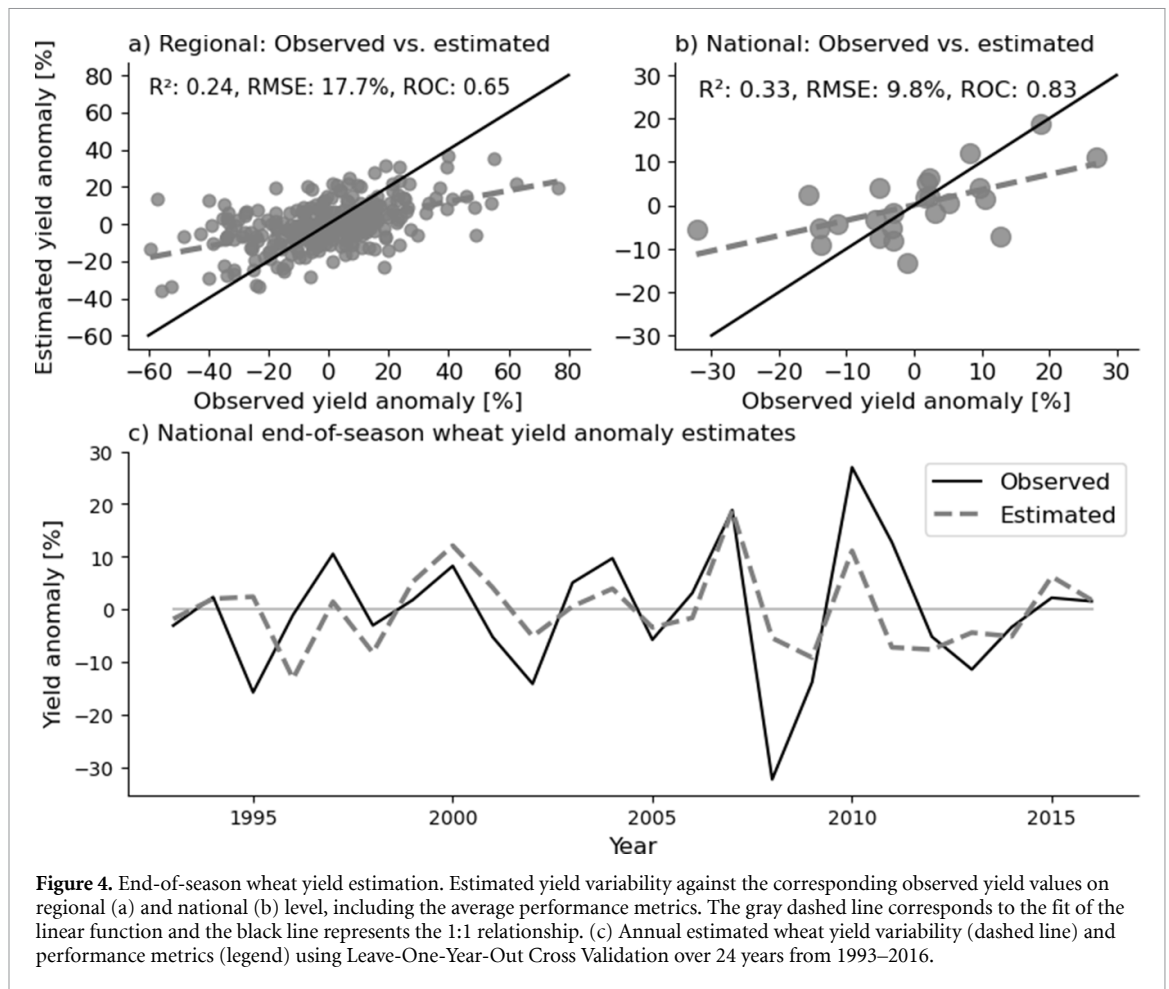 a) Regional: Observed vs. estimated
R²: 0.24, RMSE: 17.7%, ROC: 0.65
Estimated yield anomaly [%]
80
60
40
20
0
−20
−40
−60
−60 −40 −20 0 20 40 60 80
Observed yield anomaly [%]
b) National: Observed vs. estimated
R²: 0.33, RMSE: 9.8%, ROC: 0.83
30
20
10
0
−10
−20
−30
−30 −20 −10 0 10 20 30
Observed yield anomaly [%]
c) National end-of-season wheat yield anomaly estimates
Yield anomaly [%]
30
20
10
0
−10
−20
−30
Observed
Estimated
1995 2000 2005 2010 2015
Year
Figure 4. End-of-season wheat yield estimation. Estimated yield variability against the corresponding observed yield values on
regional (a) and national (b) level, including the average performance metrics. The gray dashed line corresponds to the fit of the
linear function and the black line represents the 1:1 relationship. (c) Annual estimated wheat yield variability (dashed line) and
performance metrics (legend) using Leave-One-Year-Out Cross Validation over 24 years from 1993–2016.